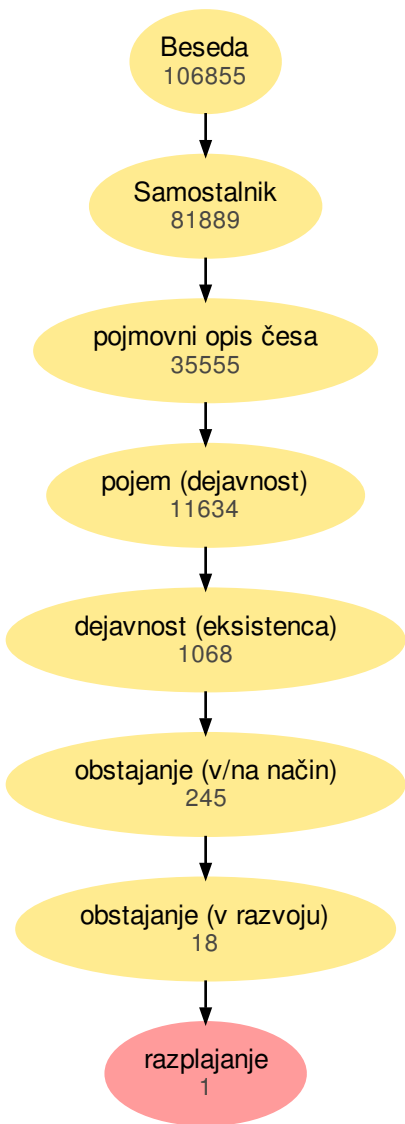 Beseda
106855
Samostalnik
81889
pojmovni opis česa
35555
pojem (dejavnost)
11634
dejavnost (eksistenca)
1068
obstajanje (v/na način)
245
obstajanje (v razvoju)
18
razplajanje
1